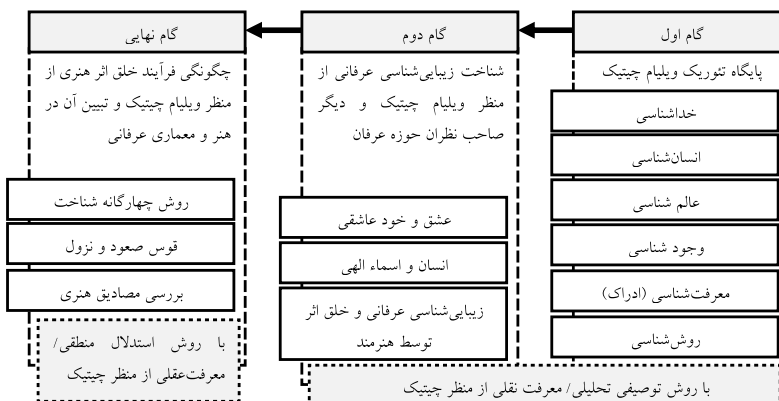 گام اول
پایگاه تئوریک ویلیام چیتیک
خداشناسی
انسان‌شناسی
عالم شناسی
وجود شناسی
معرفت‌شناسی (ادراک)
روش‌شناسی
گام دوم
شناخت زیبایی‌شناسی عرفانی از
منظر ویلیام چیتیک و دیگر
صاحب نظران حوزه عرفان
عشق و خود عاشقی
انسان و اسماء الهی
زیبایی‌شناسی عرفانی و خلق اثر
توسط هنرمند
با روش توصیفی تحلیلی/ معرفت نقلی از منظر چیتیک
گام نهایی
چگونگی فرآیند خلق اثر هنری از
منظر ویلیام چیتیک و تبیین آن در
هنر و معماری عرفانی
روش چهارگانه شناخت
قوس صعود و نزول
بررسی مصادیق هنری
با روش استدلال منطقی/
معرفت‌عقلی از منظر چیتیک